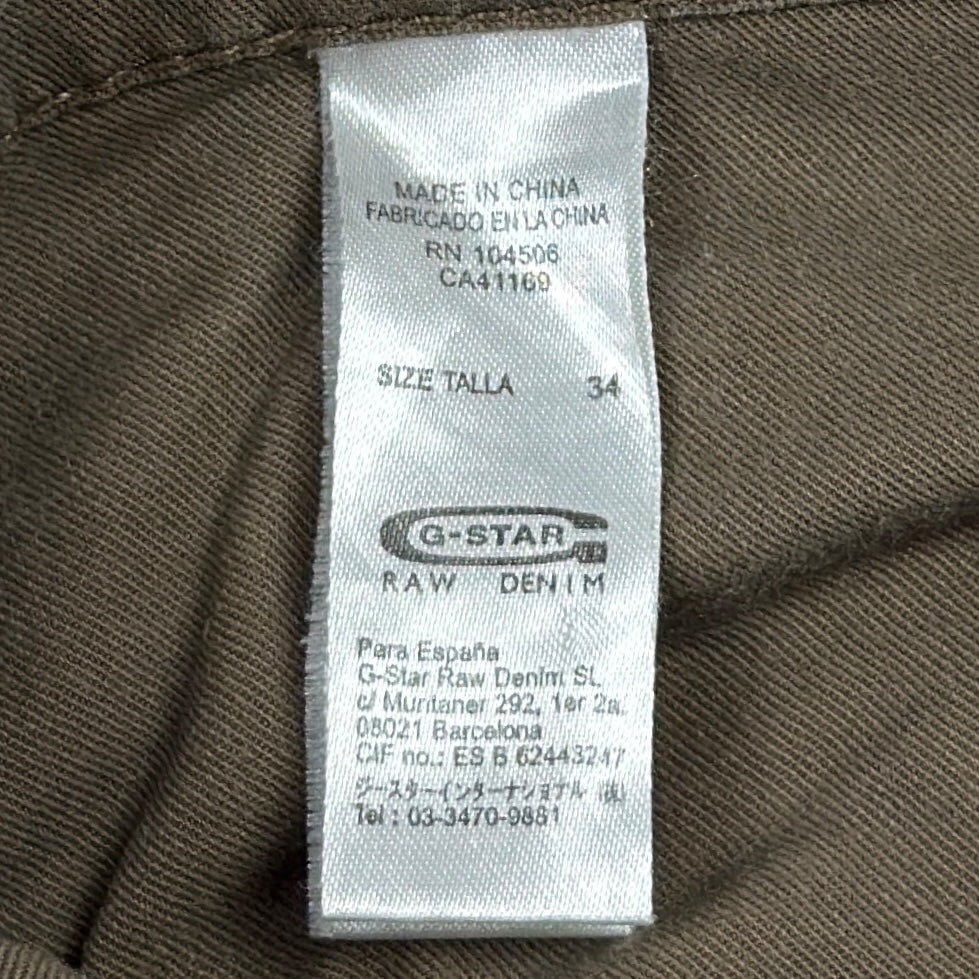 MADE IN CHINA
FABRICADO EN LA CHINA
RN 104506
CA41169
SIZE TALLA 34
G-STAR
RAW DENIM
Para España
G-Star Raw Denim SL
c/ Muntaner 292, 1er 2a.
08021 Barcelona
CIF no.: ES B 62443247
ジースターインターナショナル (株)
Tel : 03-3470-9881